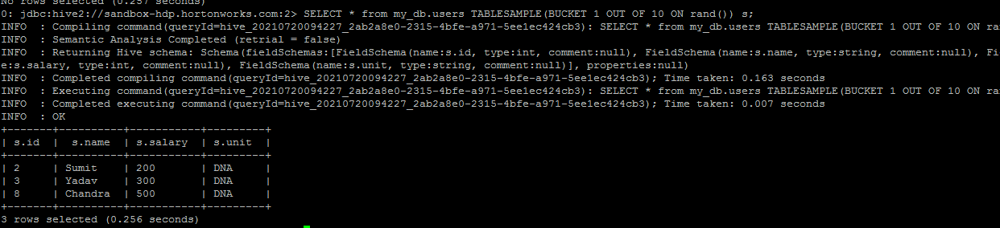 No rows selected (0.257 seconds)
0: jdbc:hive2://sandbox-hdp.hortonworks.com:2> SELECT * from my_db.users TABLESAMPLE(BUCKET 1 OUT OF 10 ON rand()) s;
INFO  : Compiling command(queryId=hive_20210720094227_2ab2a8e0-2315-4bfe-a971-5ee1ec424cb3): SELECT * from my_db.users TABLESAMPLE(BUCKET 1 OUT OF 10 ON ran
INFO  : Semantic Analysis Completed (retrial = false)
INFO  : Returning Hive schema: Schema(fieldSchemas:[FieldSchema(name:s.id, type:int, comment:null), FieldSchema(name:s.name, type:string, comment:null), Fi
e:s.salary, type:int, comment:null), FieldSchema(name:s.unit, type:string, comment:null)], properties:null)
INFO  : Completed compiling command(queryId=hive_20210720094227_2ab2a8e0-2315-4bfe-a971-5ee1ec424cb3); Time taken: 0.163 seconds
INFO  : Executing command(queryId=hive_20210720094227_2ab2a8e0-2315-4bfe-a971-5ee1ec424cb3): SELECT * from my_db.users TABLESAMPLE(BUCKET 1 OUT OF 10 ON ra
INFO  : Completed executing command(queryId=hive_20210720094227_2ab2a8e0-2315-4bfe-a971-5ee1ec424cb3); Time taken: 0.007 seconds
INFO  : OK
+-------+----------+-----------+---------+
| s.id  |  s.name  | s.salary  | s.unit  |
+-------+----------+-----------+---------+
| 2     | Sumit    | 200       | DNA     |
| 3     | Yadav    | 300       | DNA     |
| 8     | Chandra  | 500       | DNA     |
+-------+----------+-----------+---------+
3 rows selected (0.256 seconds)